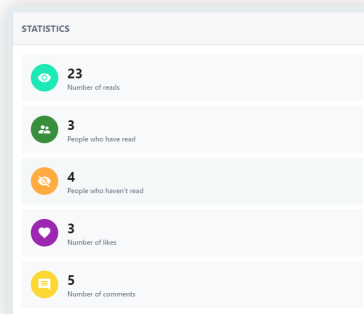 STATISTICS
23
Number of reads
3
People who have read
4
People who haven't read
3
Number of likes
5
Number of comments